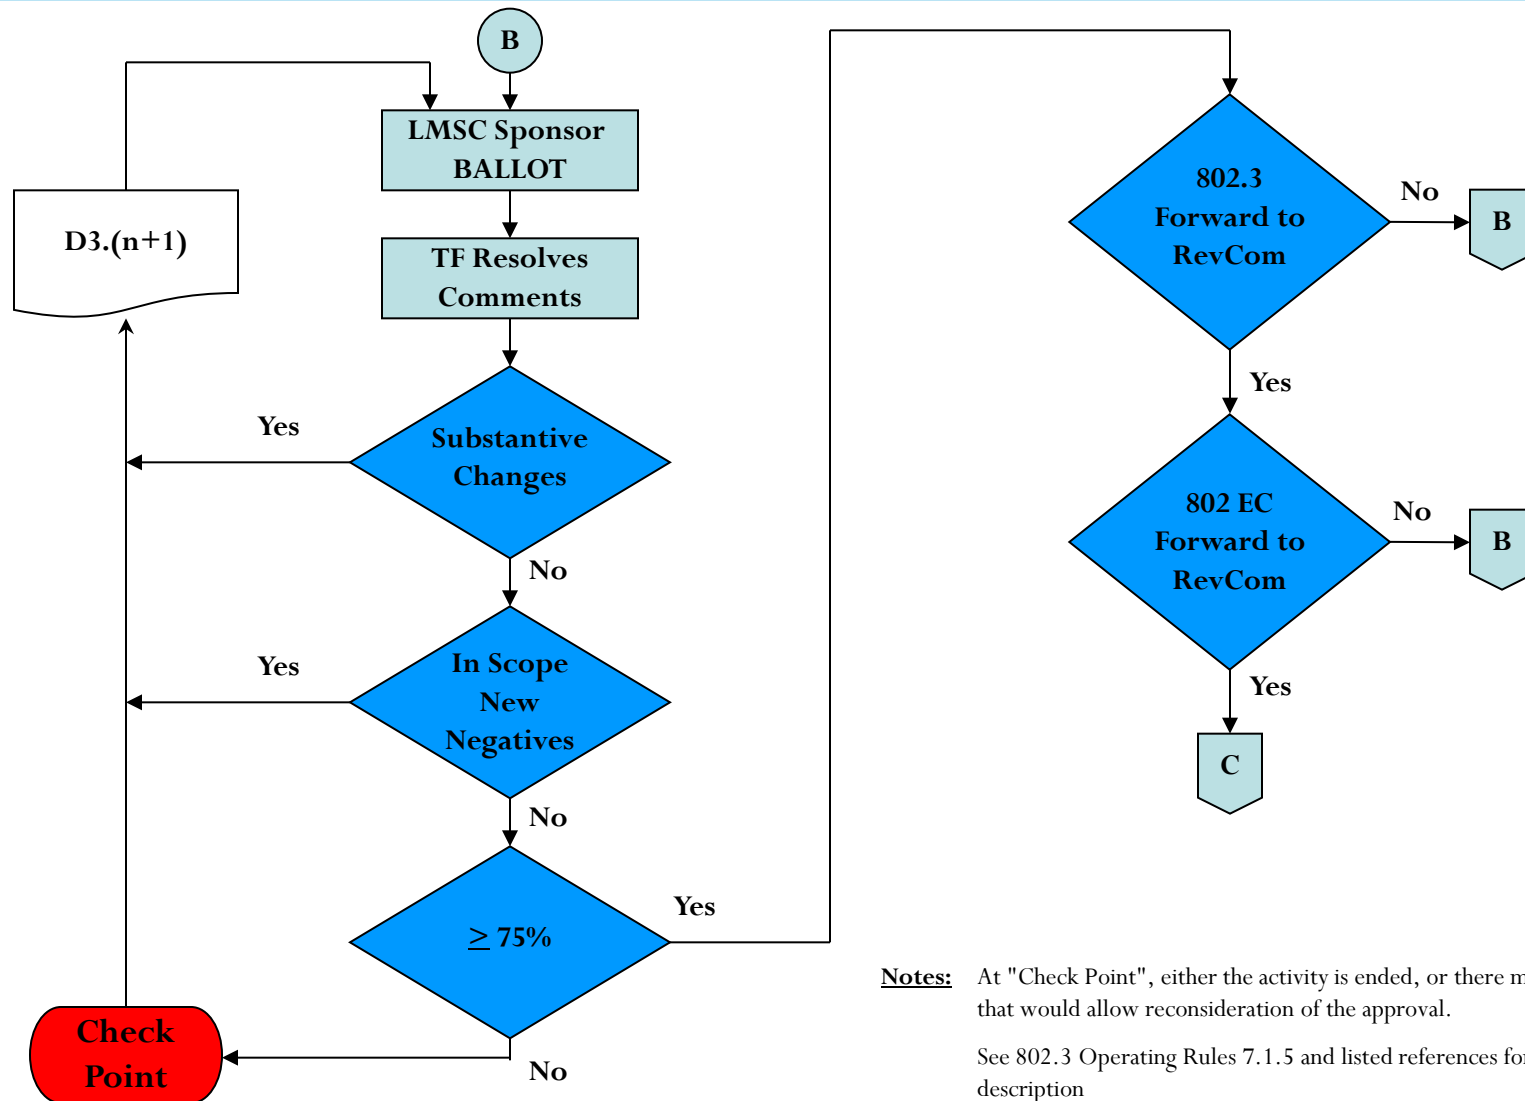 B
LMSC Sponsor
BALLOT
D3.(n+1)
TF Resolves
Comments
Yes
Substantive
Changes
No
Yes
In Scope
New
Negatives
No
≥ 75%
Yes
No
Check
Point
802.3
Forward to
RevCom
No
B
Yes
802 EC
Forward to
RevCom
No
B
Yes
C
Notes: At "Check Point", either the activity is ended, or there
that would allow reconsideration of the approval.
See 802.3 Operating Rules 7.1.5 and listed references for
description